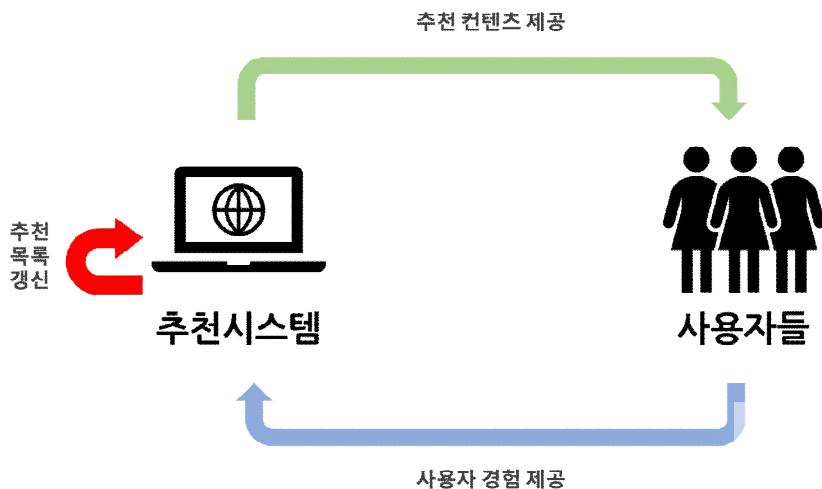 추천 컨텐츠 제공
추천
목록
갱신
추천시스템
사용자들
사용자 경험 제공